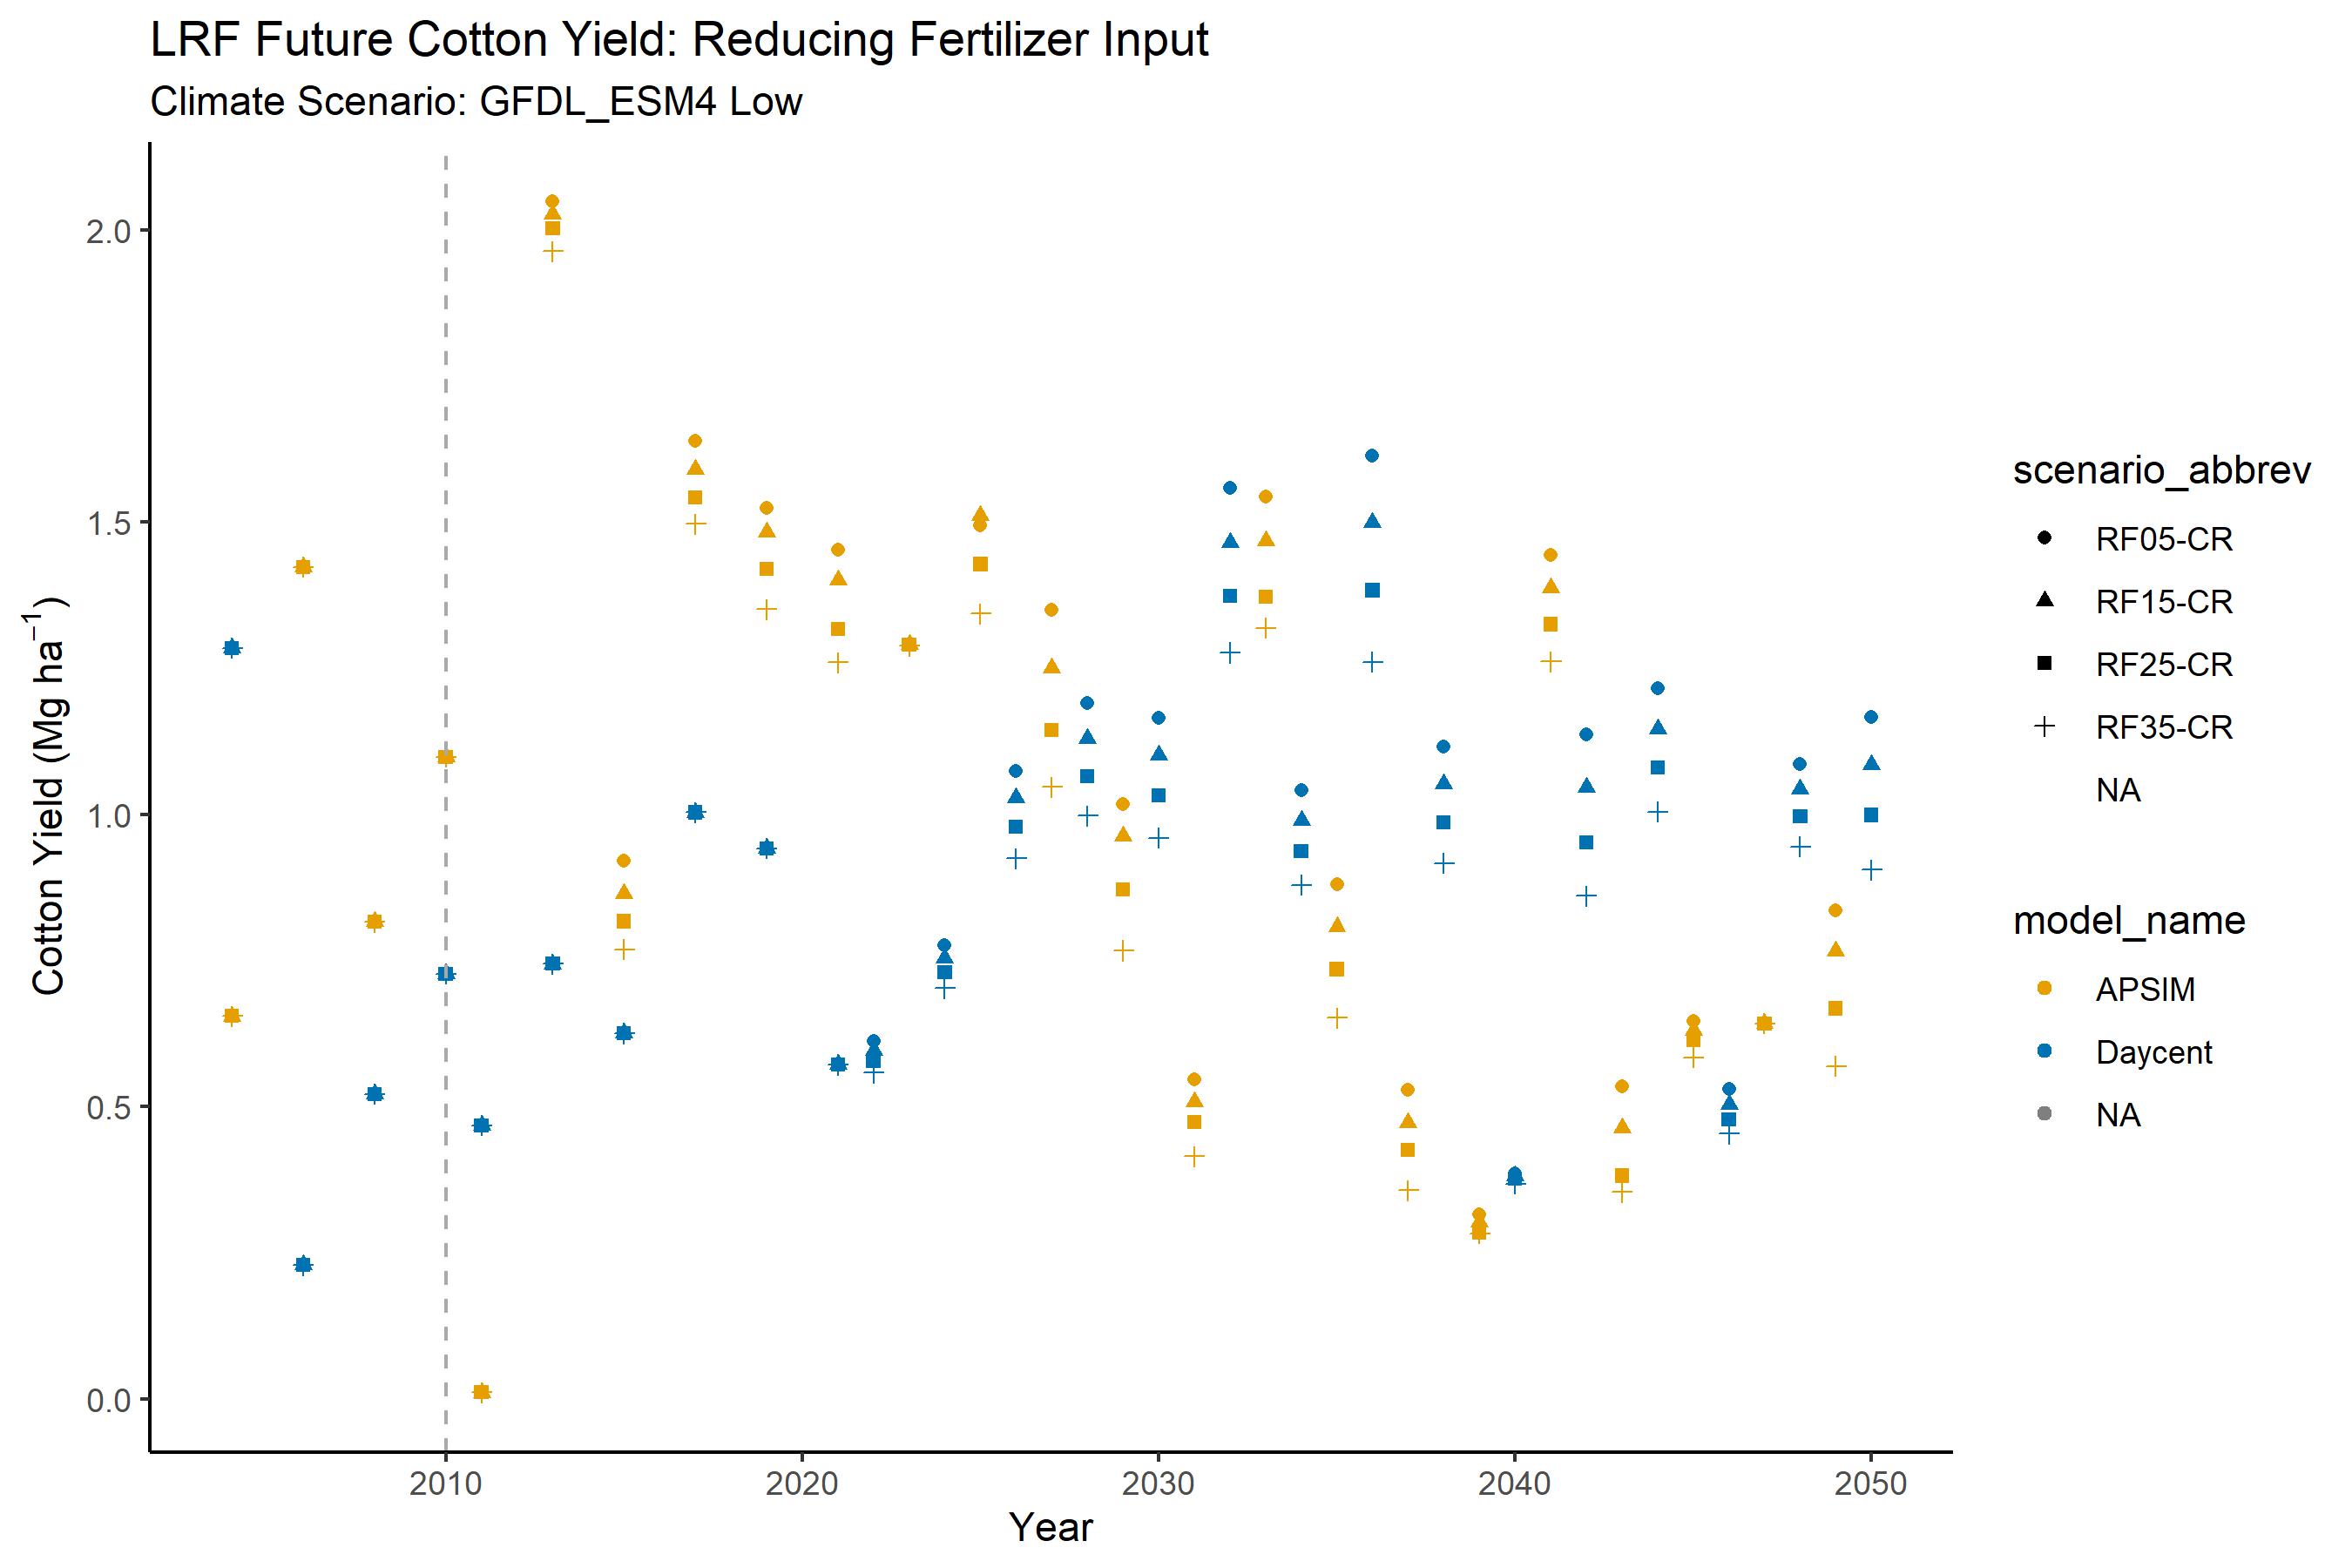 LRF Future Cotton Yield: Reducing Fertilizer Input
Climate Scenario: GFDL_ESM4 Low
Cotton Yield (Mg ha⁻¹)
2.0
1.5
1.0
0.5
0.0
2010
2020
2030
2040
2050
Year
scenario_abbrev
RF05-CR
RF15-CR
RF25-CR
RF35-CR
NA
model_name
APSIM
Daycent
NA